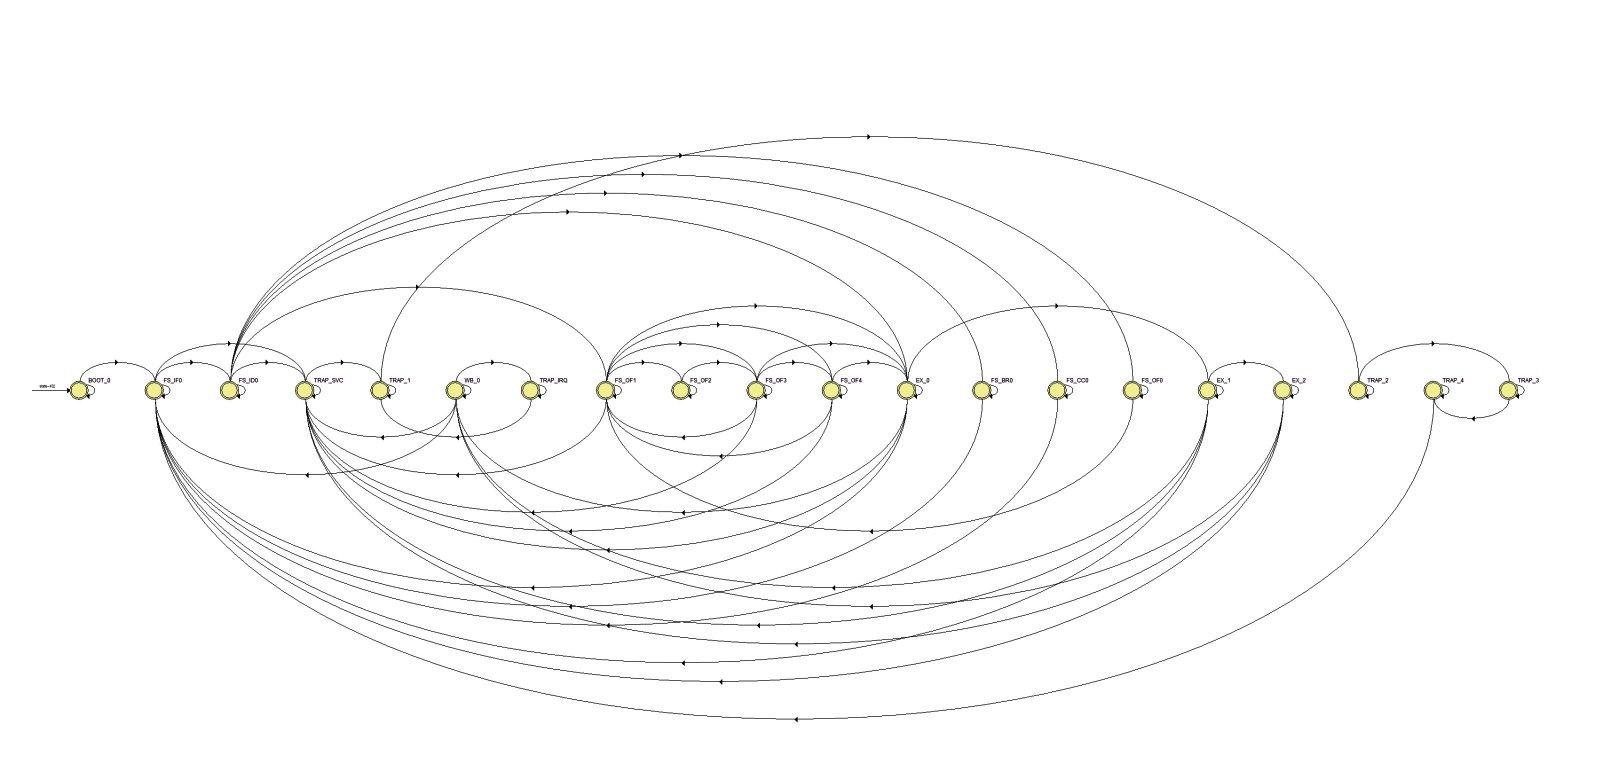 BOOT_0
FS_IF0
FS_ID0
TRAP_SVC
TRAP_1
WB_0
TRAP_IRQ
FS_OF1
FS_OF2
FS_OF3
FS_OF4
EX_0
FS_BR0
FS_CC0
FS_OF0
EX_1
EX_2
TRAP_2
TRAP_4
TRAP_3